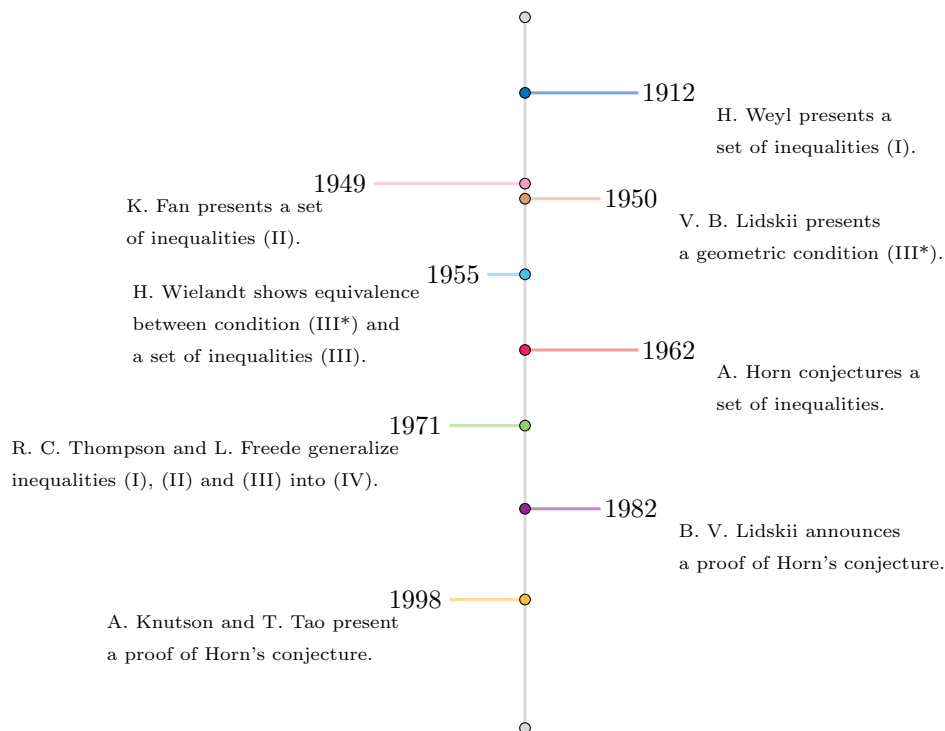 1912
H. Weyl presents a
set of inequalities (I).
1949
K. Fan presents a set
of inequalities (II).
1950
V. B. Lidskii presents
a geometric condition (III*).
1955
H. Wielandt shows equivalence
between condition (III*) and
a set of inequalities (III).
1962
A. Horn conjectures a
set of inequalities.
1971
R. C. Thompson and L. Freede generalize
inequalities (I), (II) and (III) into (IV).
1982
B. V. Lidskii announces
a proof of Horn's conjecture.
1998
A. Knutson and T. Tao present
a proof of Horn's conjecture.